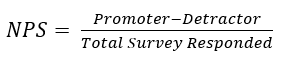 NPS = Promoter−Detractor / Total Survey Responded